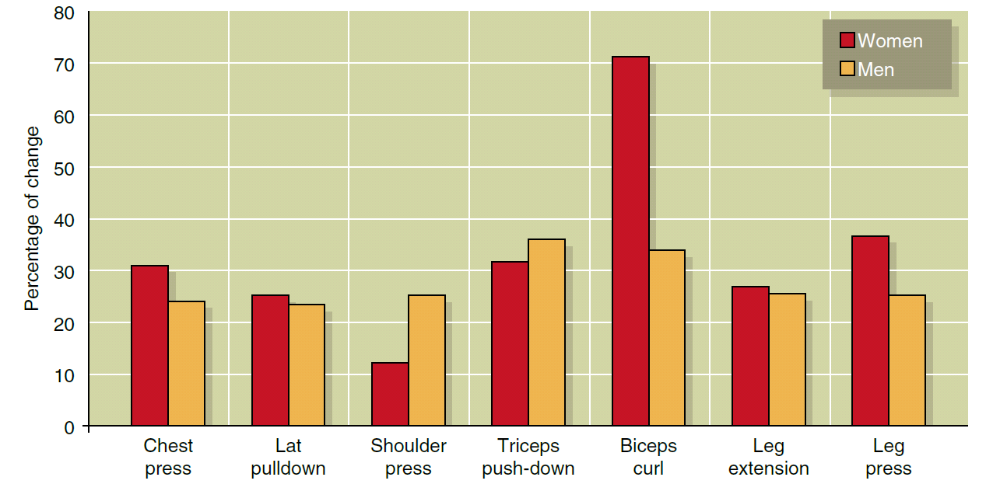 80
70
60
50
40
30
20
10
0
Percentage of change
Women
Men
Chest
press
Lat
pulldown
Shoulder
press
Triceps
push-down
Biceps
curl
Leg
extension
Leg
press